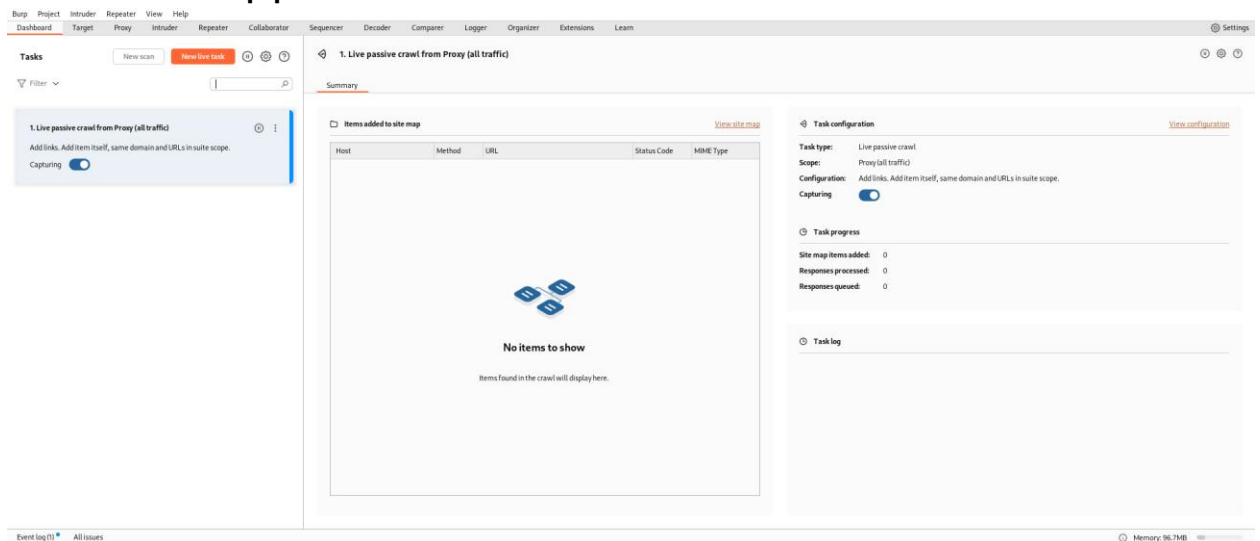 Burp Project Intruder Repeater View Help
Dashboard Target Proxy Intruder Repeater Collaborator Sequencer Decoder Comparer Logger Organizer Extensions Learn Settings
Tasks New scan New live task
Filter
1. Live passive crawl from Proxy (all traffic)
Add links. Add item itself, same domain and URLs in suite scope.
Capturing
1. Live passive crawl from Proxy (all traffic)
Summary
Items added to site map View site map
Host Method URL Status Code MIME Type
No items to show
Items found in the crawl will display here.
Task configuration View configuration
Task type: Live passive crawl
Scope: Proxy (all traffic)
Configuration: Add links. Add item itself, same domain and URLs in suite scope.
Capturing
Task progress
Site map items added: 0
Responses processed: 0
Responses queued: 0
Task log
Event log (1) All issues
Memory: 96.7MB